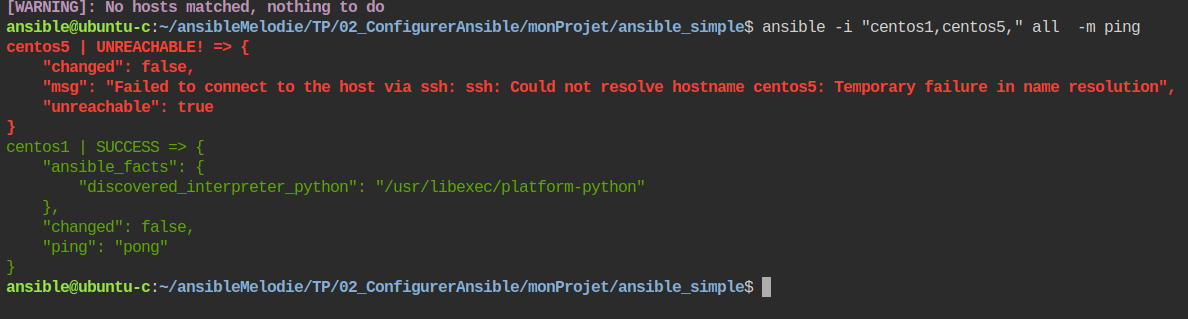 [WARNING]: No hosts matched, nothing to do
ansible@ubuntu-c:~/ansibleMelodie/TP/02_ConfigurerAnsible/monProjet/ansible_simple$ ansible -i "centos1,centos5," all  -m ping
centos5 | UNREACHABLE! => {
    "changed": false,
    "msg": "Failed to connect to the host via ssh: ssh: Could not resolve hostname centos5: Temporary failure in name resolution",
    "unreachable": true
}
centos1 | SUCCESS => {
    "ansible_facts": {
        "discovered_interpreter_python": "/usr/libexec/platform-python"
    },
    "changed": false,
    "ping": "pong"
}
ansible@ubuntu-c:~/ansibleMelodie/TP/02_ConfigurerAnsible/monProjet/ansible_simple$